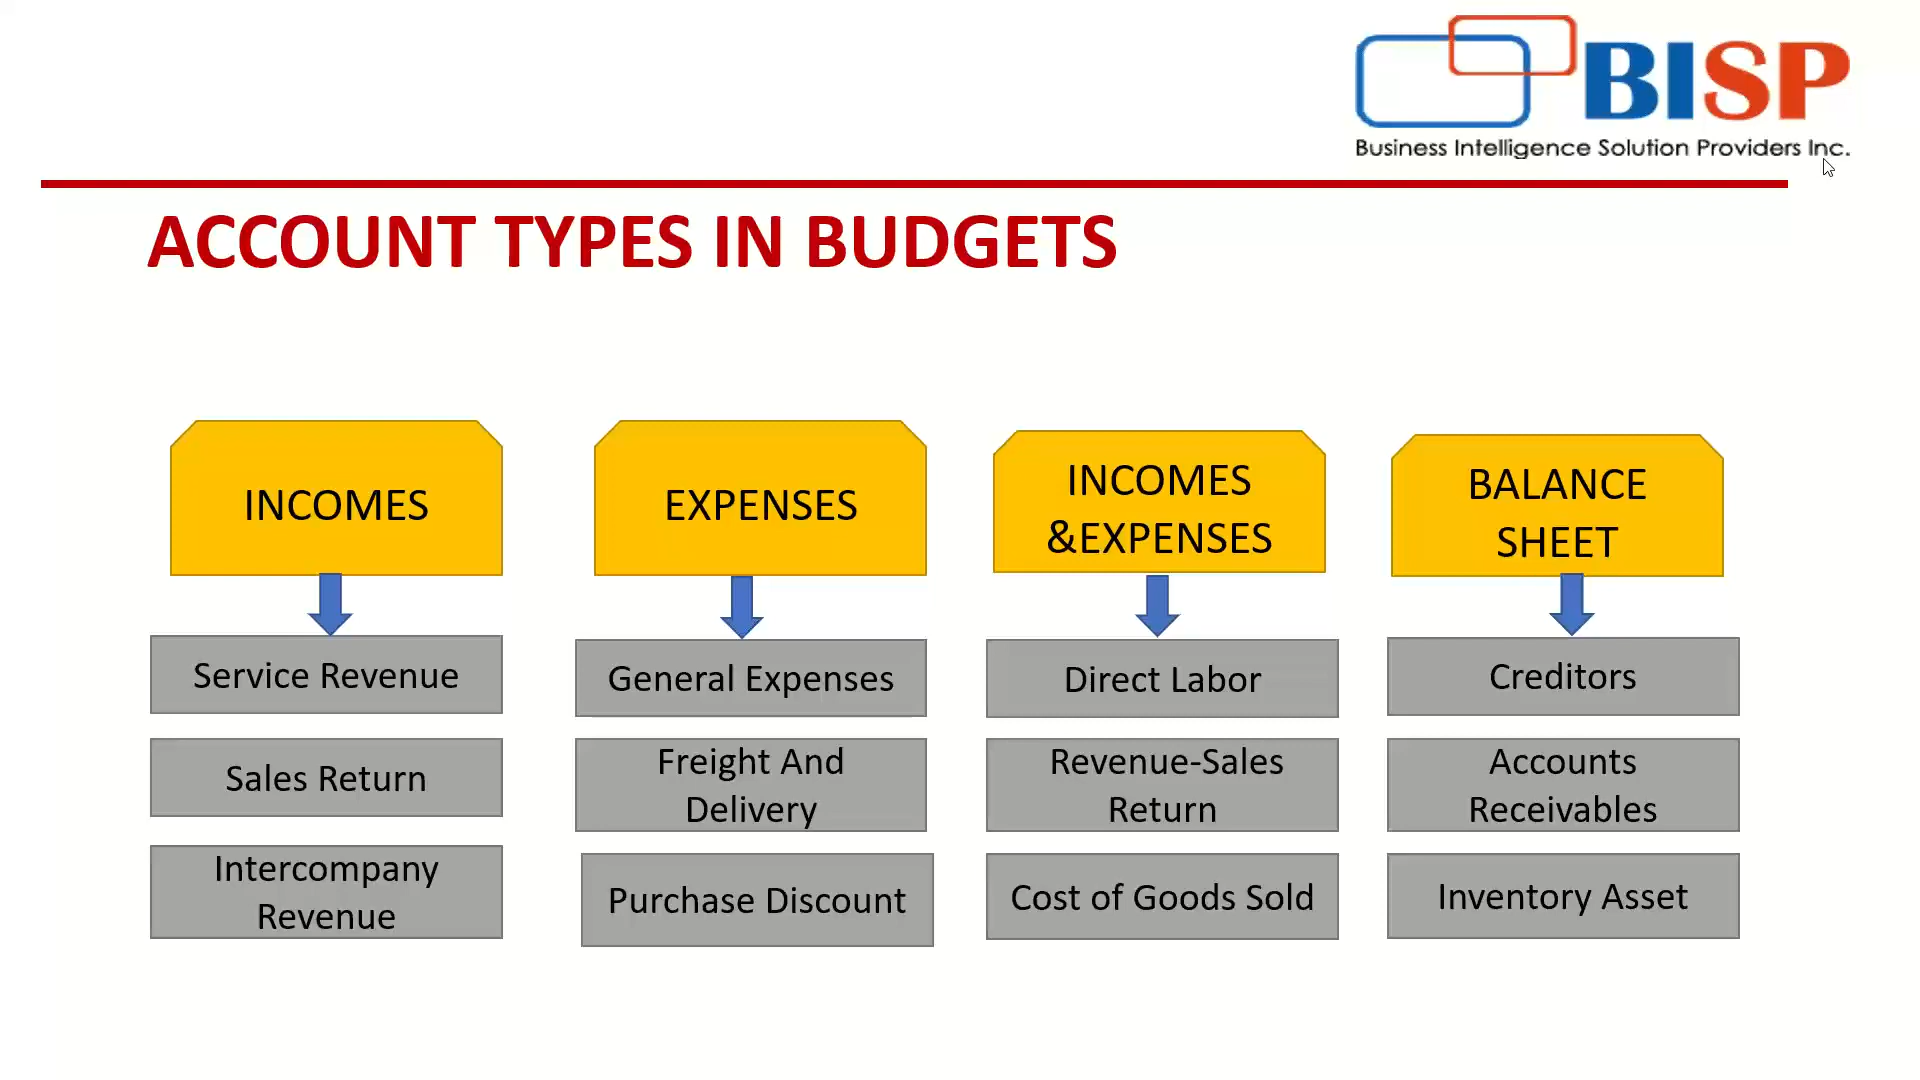 BISP
Business Intelligence Solution Providers Inc.
ACCOUNT TYPES IN BUDGETS
INCOMES
Service Revenue
Sales Return
Intercompany
Revenue
EXPENSES
General Expenses
Freight And
Delivery
Purchase Discount
INCOMES
&EXPENSES
Direct Labor
Revenue-Sales
Return
Cost of Goods Sold
BALANCE
SHEET
Creditors
Accounts
Receivables
Inventory Asset